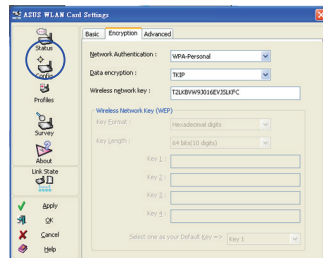 ASUS WLAN Card Settings
Status
Config
Profiles
Survey
About
Link State
Apply
OK
Cancel
Help
Basic Encryption Advanced
Network Authentication : WPA-Personal
Data encryption : TKIP
Wireless network key : T2LKBVW9J016EVJSLKPC
Wireless Network Key (WEP)
Key Format : Hexadecimal digits
Key Length : 64 bits(10 digits)
Key 1 :
Key 2 :
Key 3 :
Key 4 :
Select one as your Default Key => Key 1